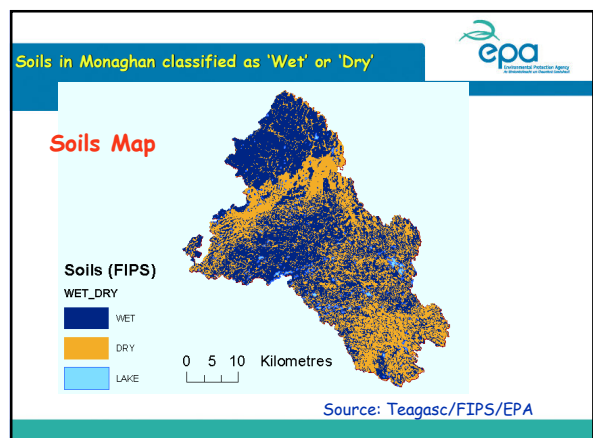 Soils in Monaghan classified as ‘Wet’ or ‘Dry’
epa
Environmental Protection Agency
Soils Map
Soils (FIPS)
WET_DRY
WET
DRY
LAKE
0 5 10 Kilometres
Source: Teagasc/FIPS/EPA